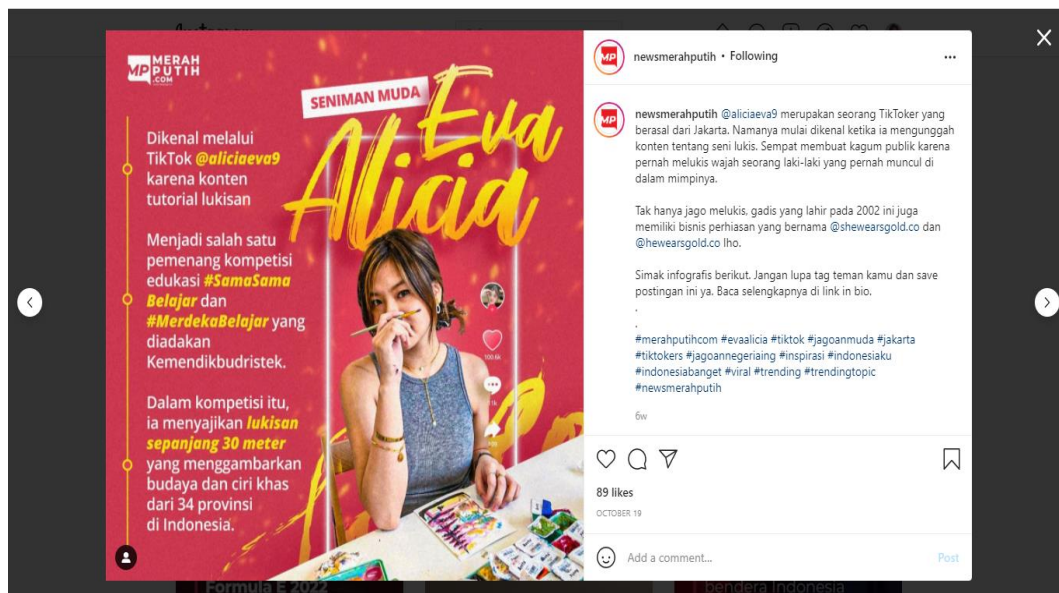 MERAH
MP PUTIH
.COM
SENIMAN MUDA
Eva
Alicia
Dikenal melalui
TikTok @aliciaeva9
karena konten
tutorial lukisan
Menjadi salah satu
pemenang kompetisi
edukasi #SamaSama
Belajar dan
#MerdekaBelajar yang
diadakan
Kemendikbudristek.
Dalam kompetisi itu,
ia menyajikan lukisan
sepanjang 30 meter
yang menggambarkan
budaya dan ciri khas
dari 34 provinsi
di Indonesia.
MP
newsmerahputih • Following
MP
newsmerahputih @aliciaeva9 merupakan seorang TikToker yang
berasal dari Jakarta. Namanya mulai dikenal ketika ia mengunggah
konten tentang seni lukis. Sempat membuat kagum publik karena
pernah melukis wajah seorang laki-laki yang pernah muncul di
dalam mimpinya.
Tak hanya jago melukis, gadis yang lahir pada 2002 ini juga
memiliki bisnis perhiasan yang bernama @shewearsgold.co dan
@hewearsgold.co lho.
Simak infografis berikut. Jangan lupa tag teman kamu dan save
postingan ini ya. Baca selengkapnya di link in bio.
.
.
#merahputihcom #evaalicia #tiktok #jagoanmuda #jakarta
#tiktokers #jagoannegeriaing #inspirasi #indonesiaku
#indonesiabanget #viral #trending #trendingtopic
#newsmerahputih
6w
89 likes
OCTOBER 19
Add a comment...
Post
Formula E 2022
bendera Indonesia